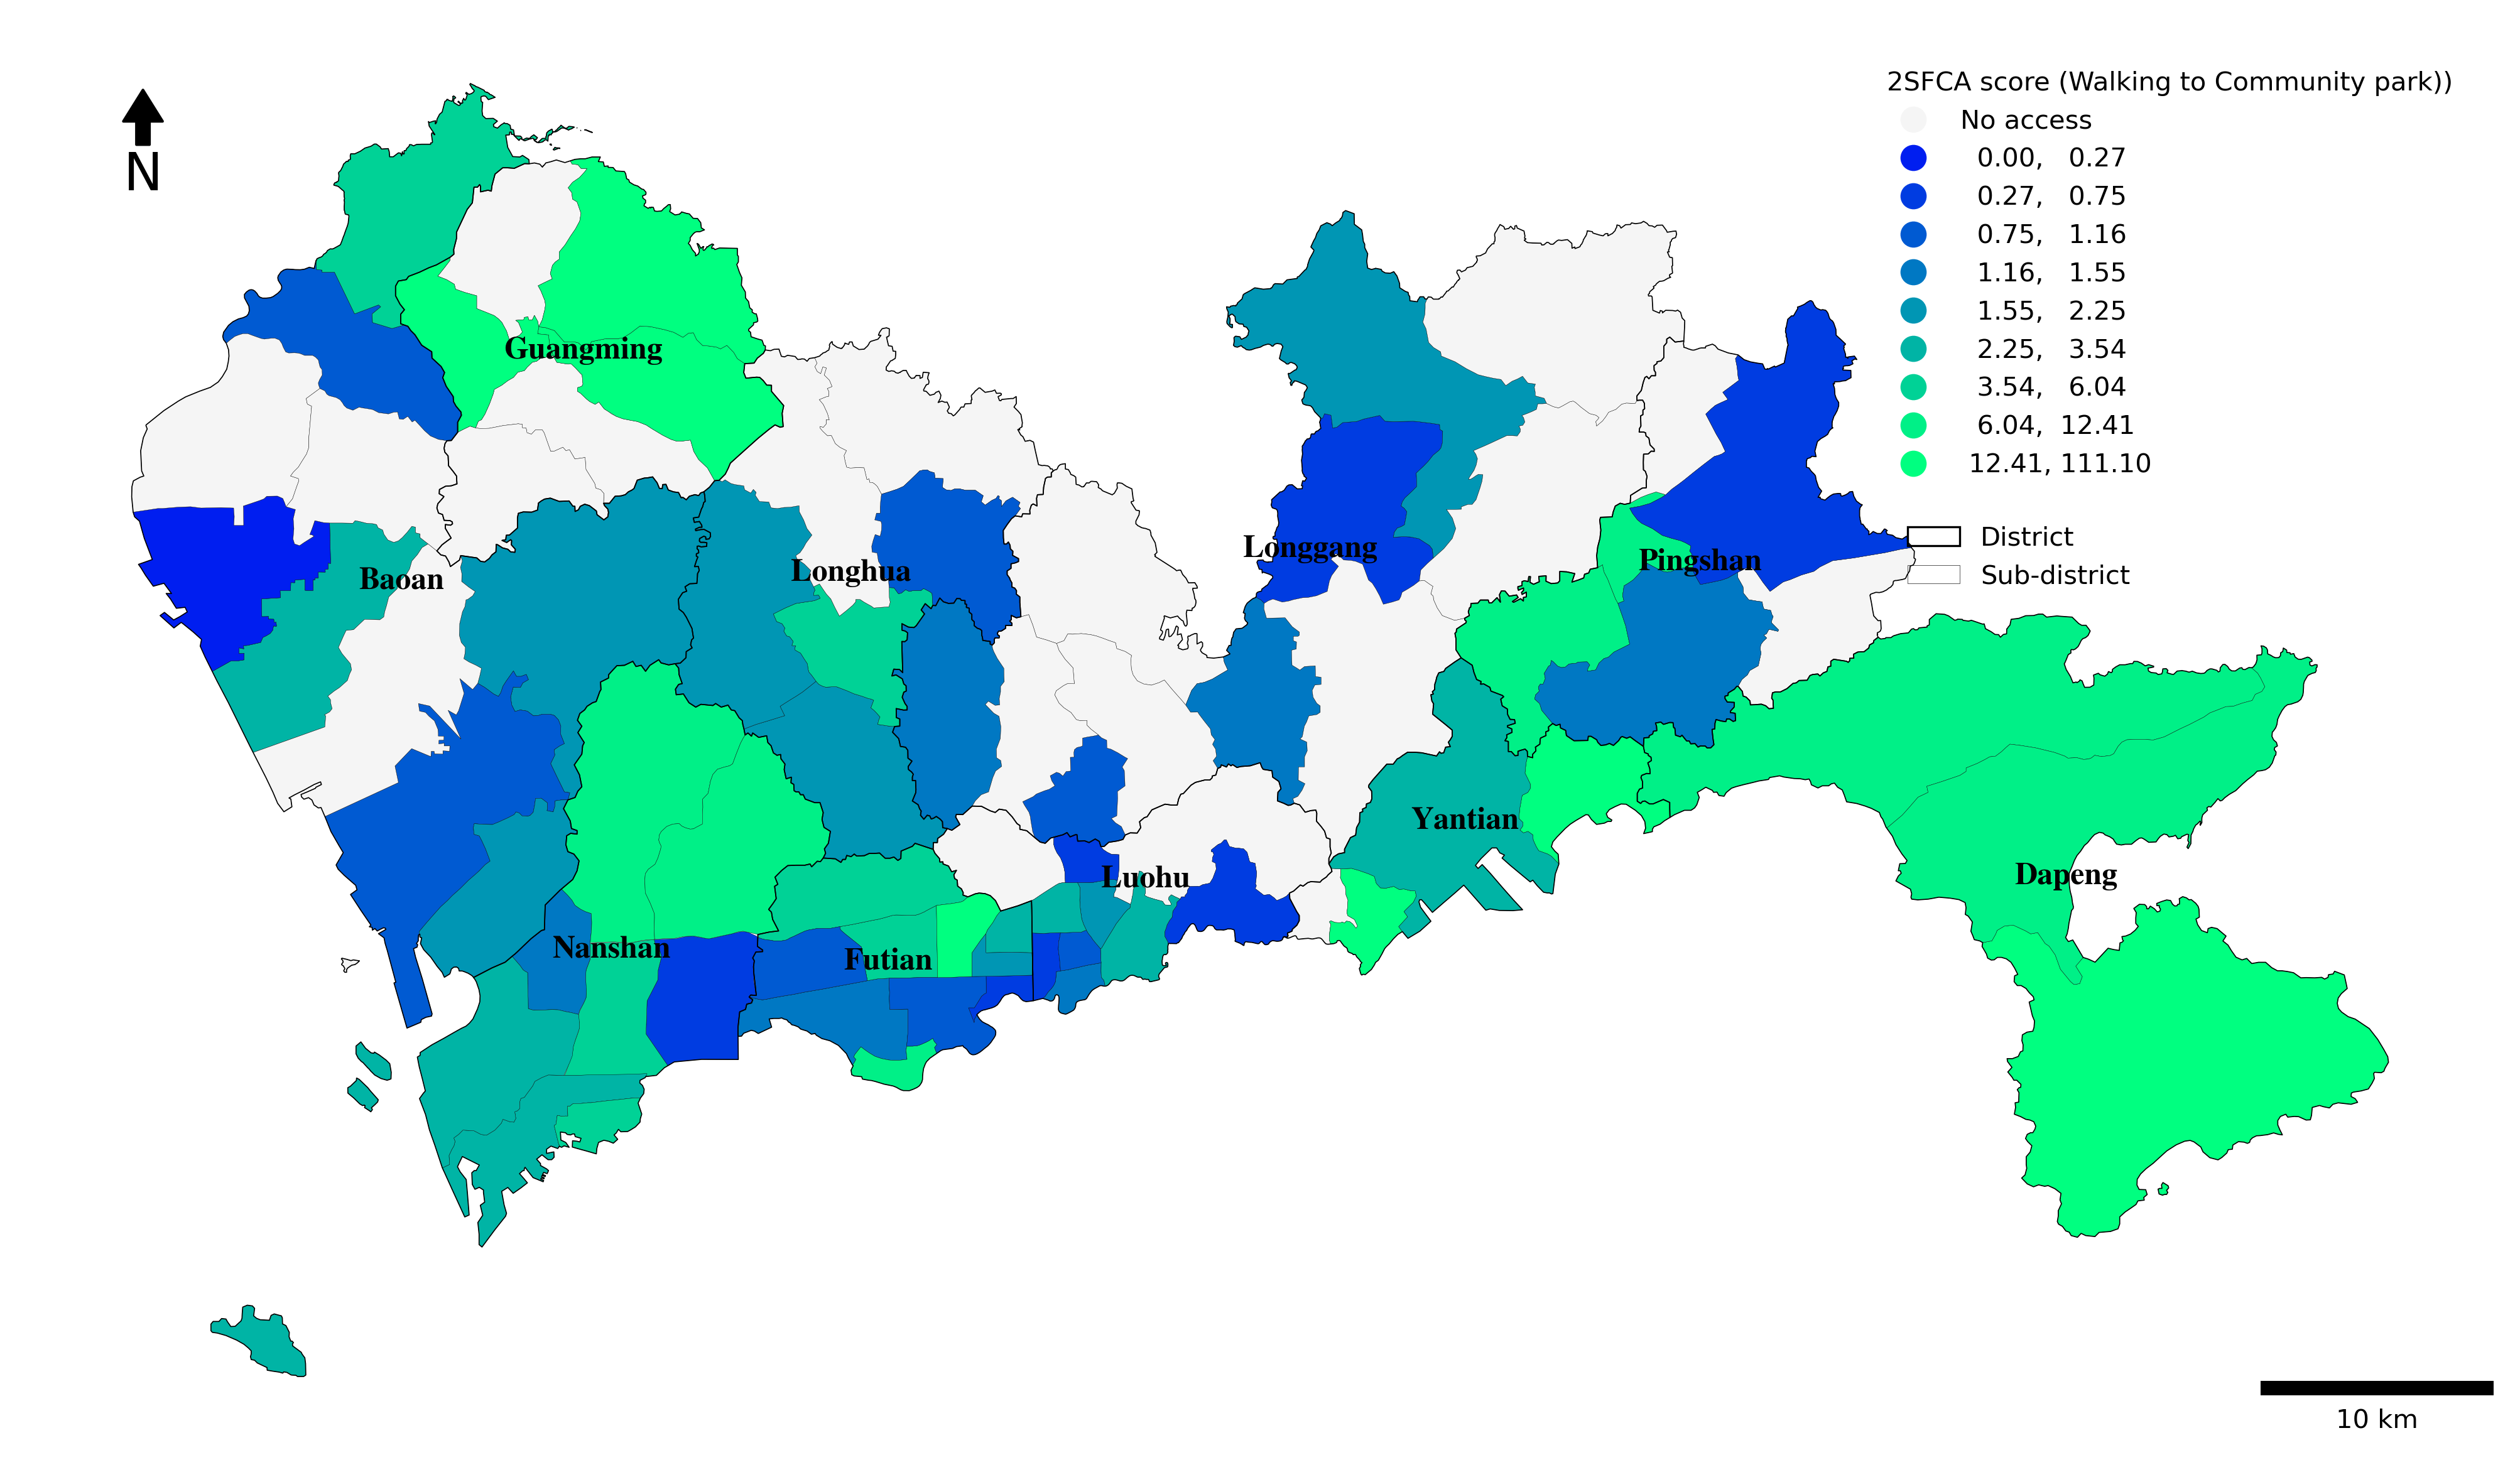 2SFCA score (Walking to Community park))
No access
0.00, 0.27
0.27, 0.75
0.75, 1.16
1.16, 1.55
1.55, 2.25
2.25, 3.54
3.54, 6.04
6.04, 12.41
12.41, 111.10
District
Sub-district
N
Guangming
Baoan
Longhua
Longgang
Pingshan
Yantian
Luohu
Dapeng
Nanshan
Futian
10 km